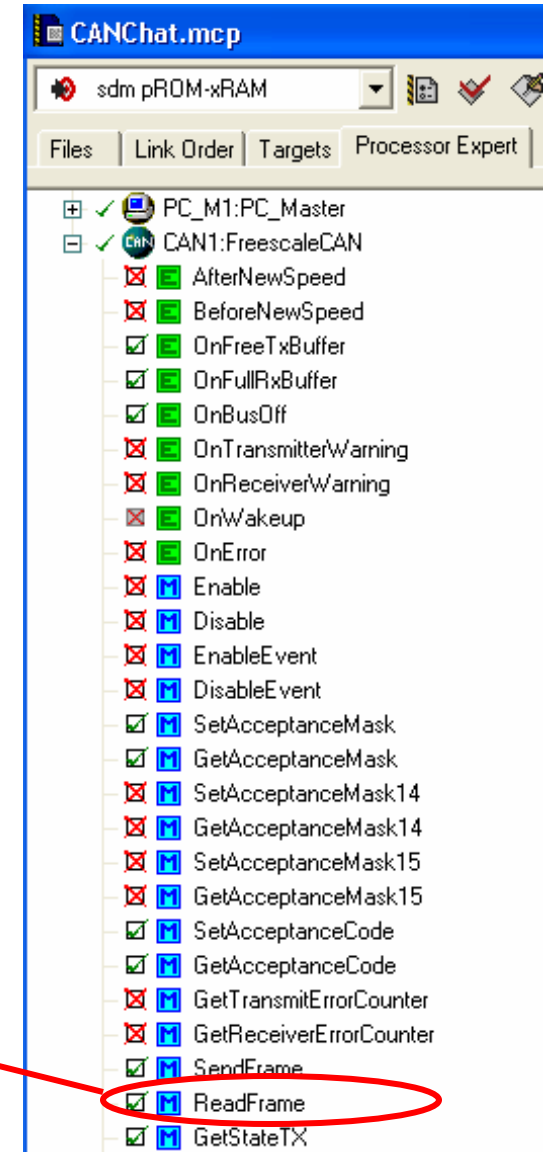 CANChat.mcp
sdm pROM-xRAM
Files Link Order Targets Processor Expert
PC_M1:PC_Master
CAN CAN1:FreescaleCAN
E AfterNewSpeed
E BeforeNewSpeed
E OnFreeTxBuffer
E OnFullRxBuffer
E OnBusOff
E OnTransmitterWarning
E OnReceiverWarning
E OnWakeup
E OnError
M Enable
M Disable
M EnableEvent
M DisableEvent
M SetAcceptanceMask
M GetAcceptanceMask
M SetAcceptanceMask14
M GetAcceptanceMask14
M SetAcceptanceMask15
M GetAcceptanceMask15
M SetAcceptanceCode
M GetAcceptanceCode
M GetTransmitErrorCounter
M GetReceiverErrorCounter
M SendFrame
M ReadFrame
M GetStateTX